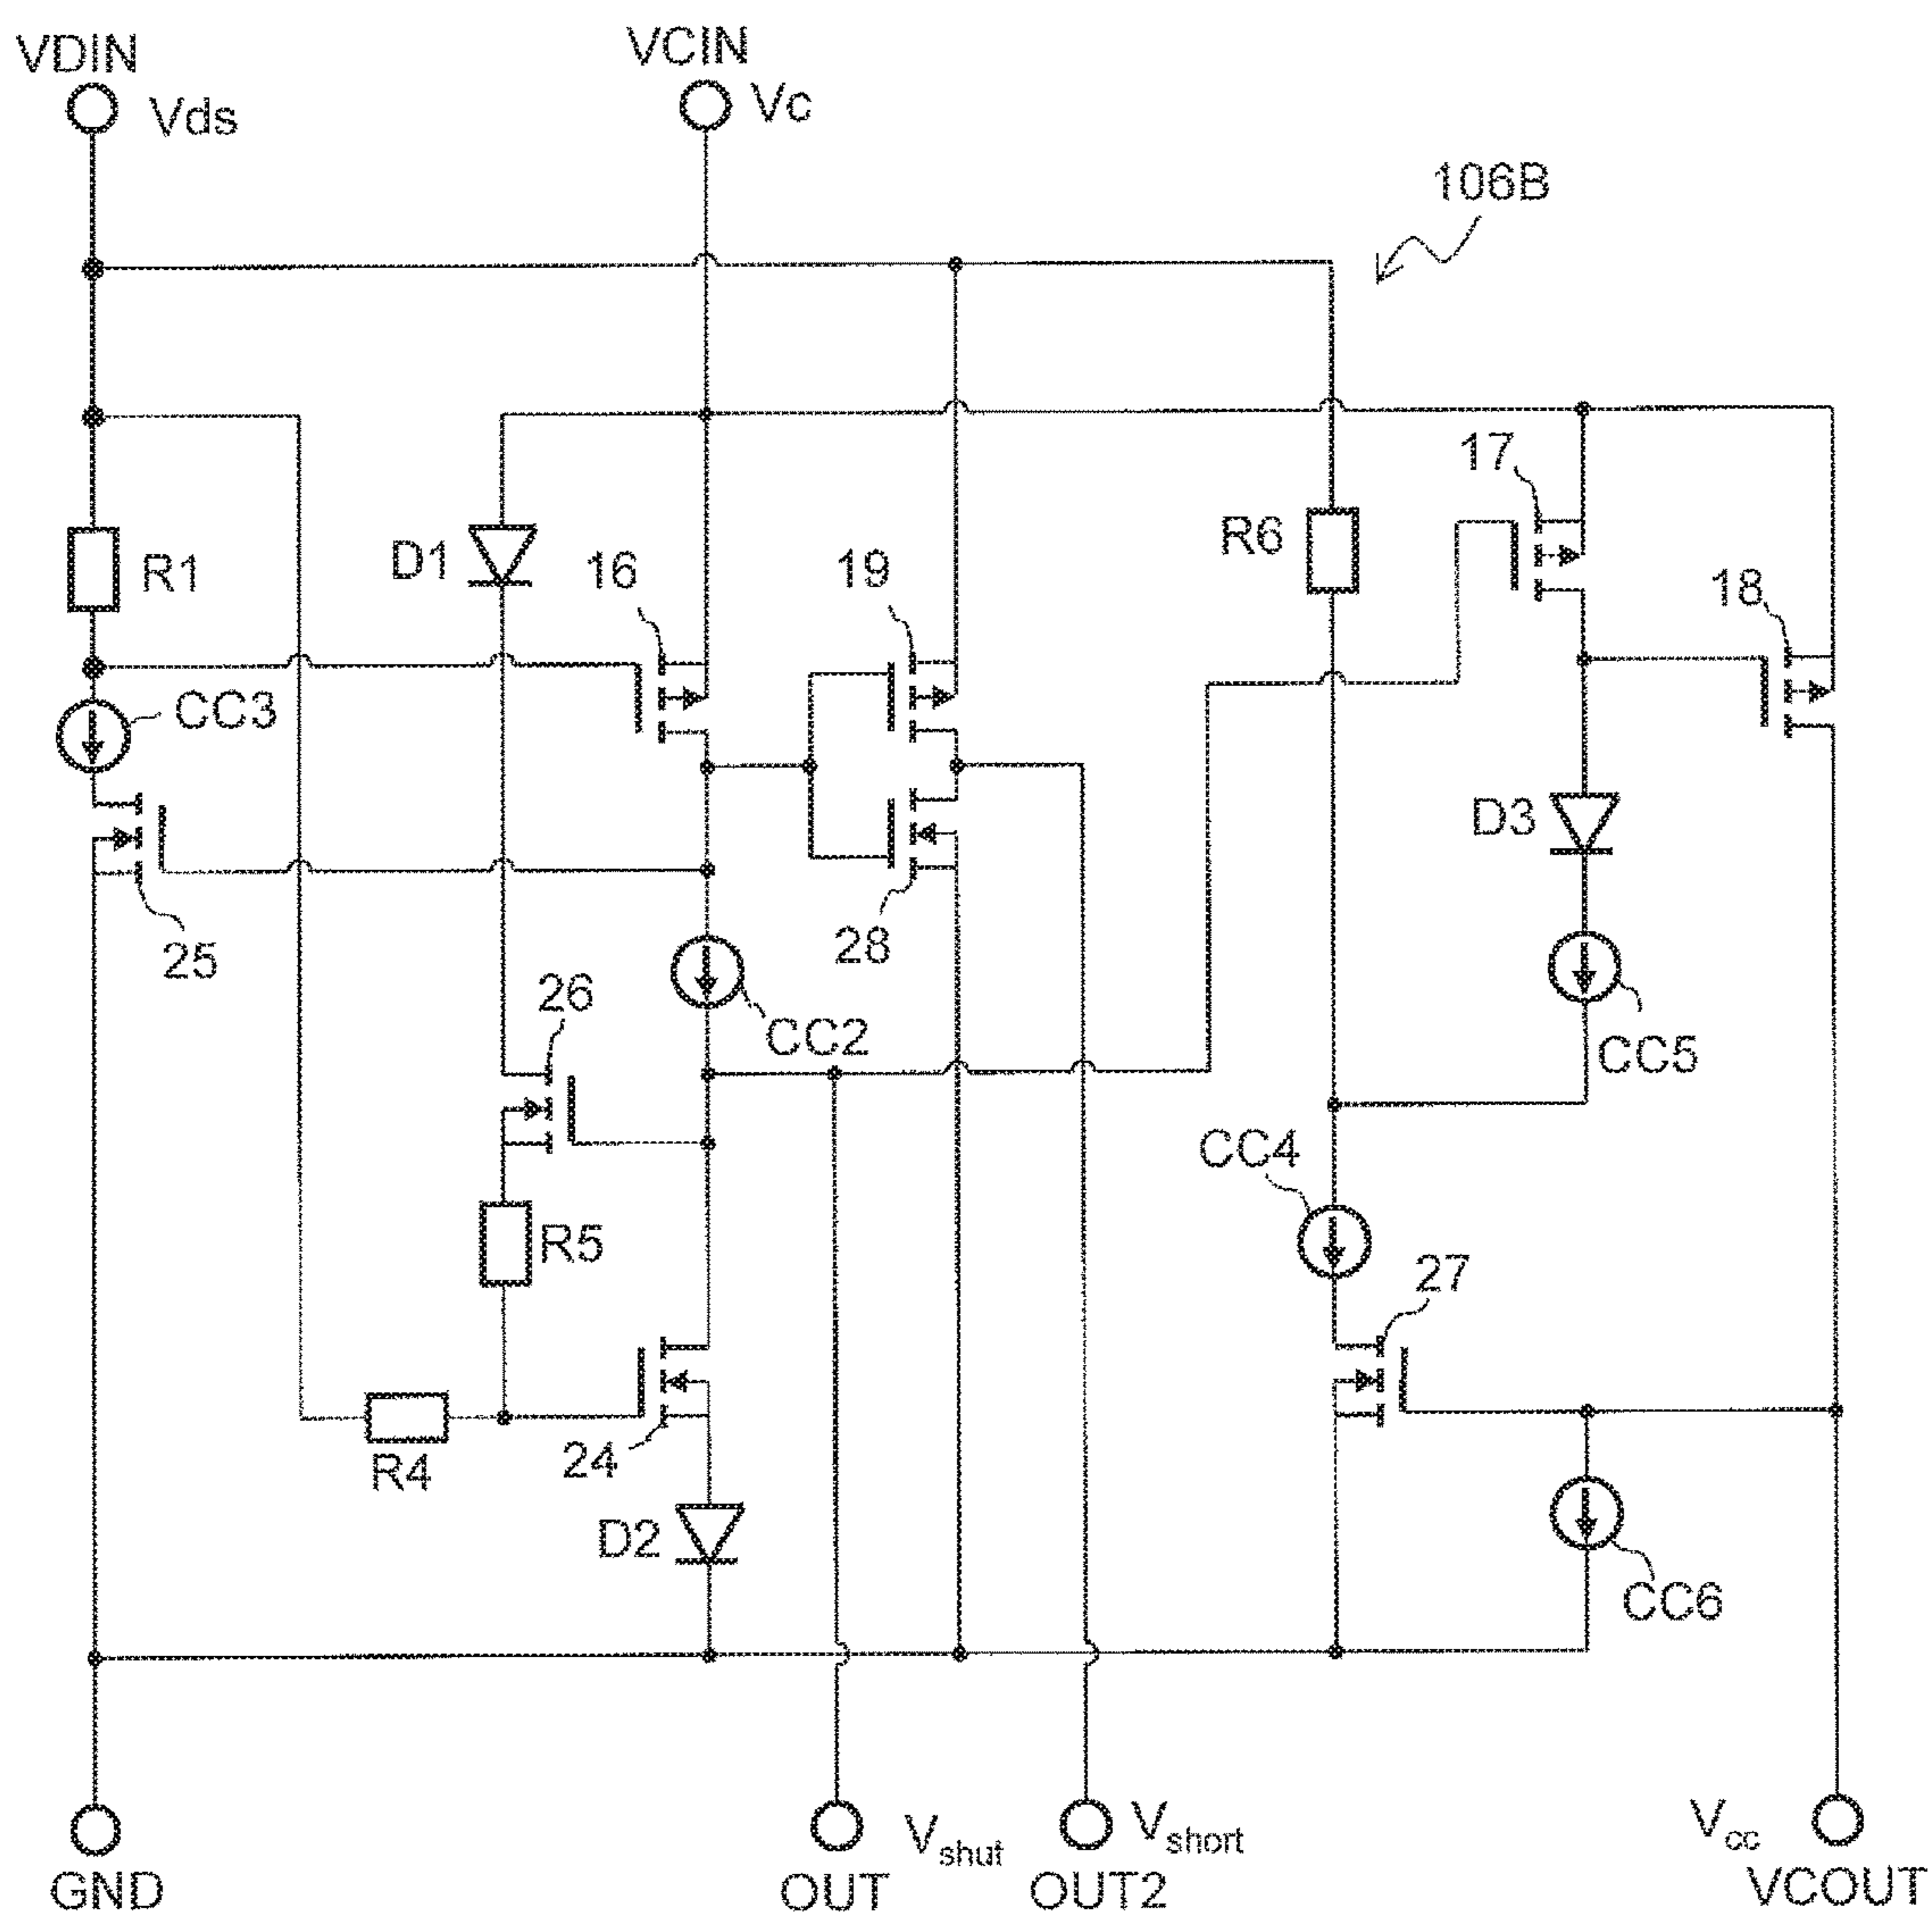 VDIN
VCIN
Vds
Vc
106B
17
R6
D1
16
19
R1
18
CC3
D3
28
25
26
CC2
CC5
CC4
R5
27
24
R4
D2
CC6
Vshut
Vshort
Vcc
GND
OUT
OUT2
VCOUT